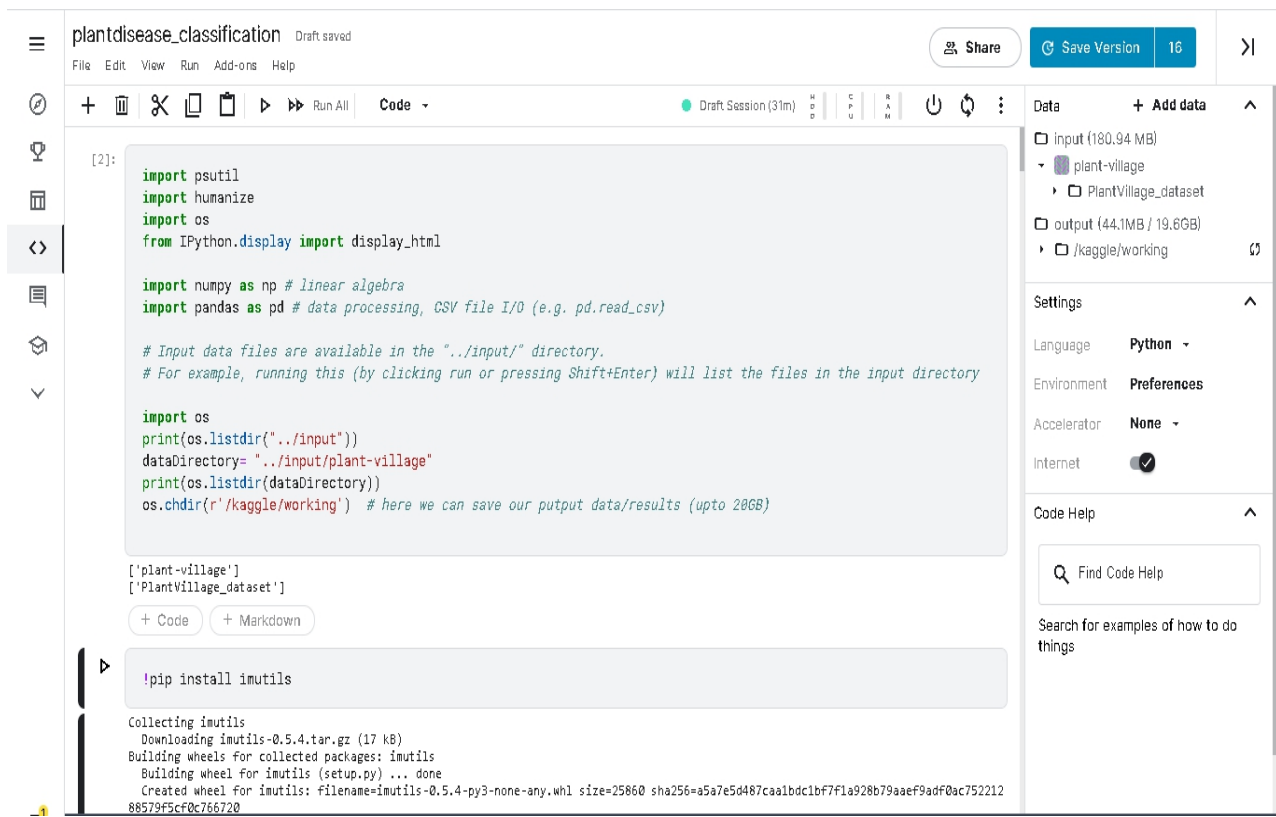 plantdisease_classification Draft saved
File Edit View Run Add-ons Help
Share
Save Version 16
Run All Code
Draft Session (31m) HDD CPU RAM
[2]:
import psutil
import humanize
import os
from IPython.display import display_html
import numpy as np # linear algebra
import pandas as pd # data processing, CSV file I/O (e.g. pd.read_csv)
# Input data files are available in the "../input/" directory.
# For example, running this (by clicking run or pressing Shift+Enter) will list the files in the input directory
import os
print(os.listdir("../input"))
dataDirectory= "../input/plant-village"
print(os.listdir(dataDirectory))
os.chdir(r'/kaggle/working') # here we can save our putput data/results (upto 20GB)
['plant-village']
['PlantVillage_dataset']
+ Code + Markdown
!pip install imutils
Collecting imutils
Downloading imutils-0.5.4.tar.gz (17 kB)
Building wheels for collected packages: imutils
Building wheel for imutils (setup.py) ... done
Created wheel for imutils: filename=imutils-0.5.4-py3-none-any.whl size=25860 sha256=a5a7e5d487caa1bdc1bf7f1a928b79aaef9adf0ac752212
88579f5cf0c766720
Data + Add data
input (180.94 MB)
plant-village
PlantVillage_dataset
output (44.1MB / 19.6GB)
/kaggle/working
Settings
Language Python
Environment Preferences
Accelerator None
Internet
Code Help
Find Code Help
Search for examples of how to do
things
1